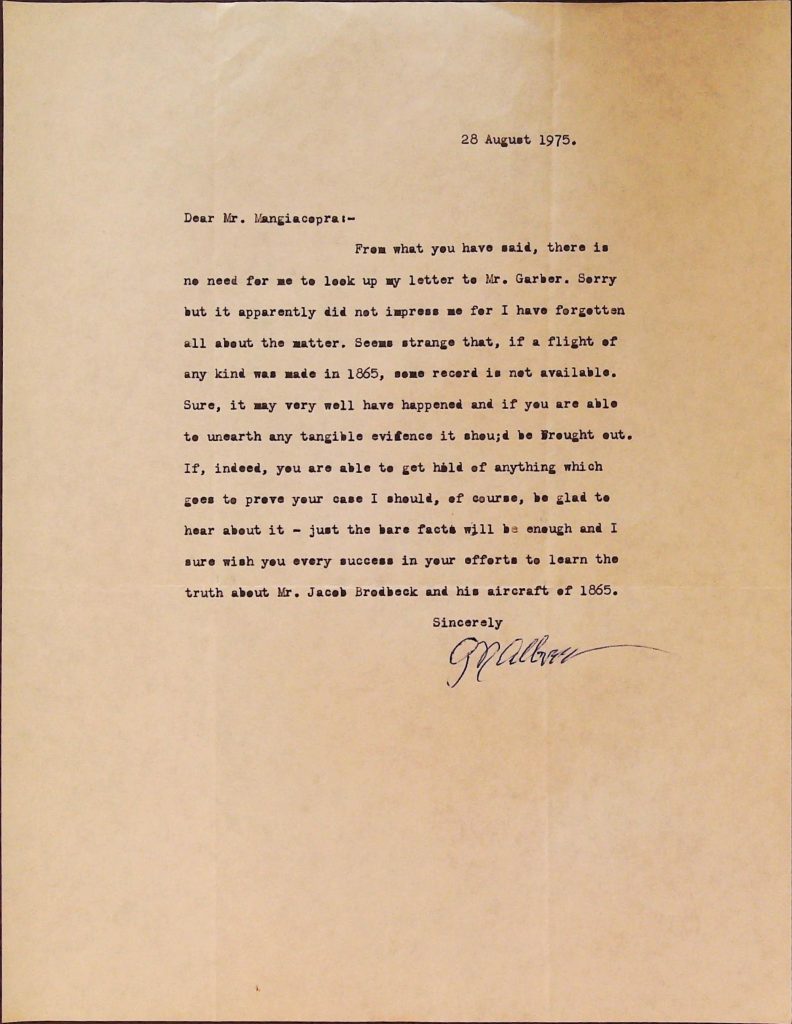 28 August 1975.
Dear Mr. Mangiacopra:-
From what you have said, there is
no need for me to look up my letter to Mr. Garber. Sorry
but it apparently did not impress me for I have forgotten
all about the matter. Seems strange that, if a flight of
any kind was made in 1865, some record is not available.
Sure, it may very well have happened and if you are able
to unearth any tangible evifence it shou;d be Brought out.
If, indeed, you are able to get hold of anything which
goes to prove your case I should, of course, be glad to
hear about it - just the bare facts will be enough and I
sure wish you every success in your efforts to learn the
truth about Mr. Jacob Brodbeck and his aircraft of 1865.
Sincerely